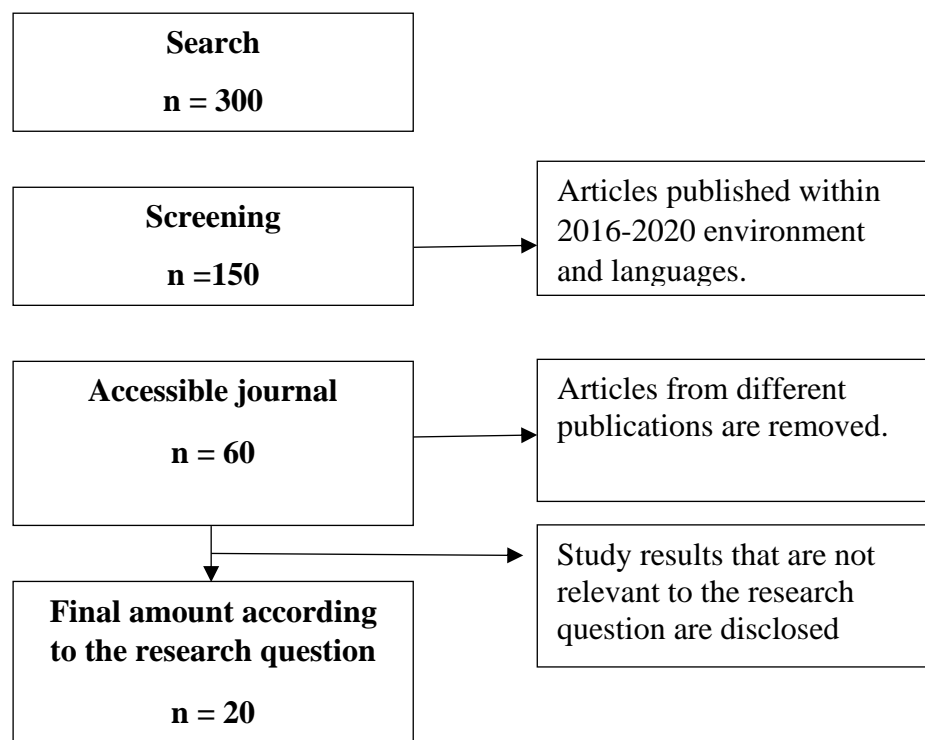 Search
n = 300
Screening
n =150
Articles published within
2016-2020 environment
and languages.
Accessible journal
n = 60
Articles from different
publications are removed.
Study results that are not
relevant to the research
question are disclosed
Final amount according
to the research question
n = 20